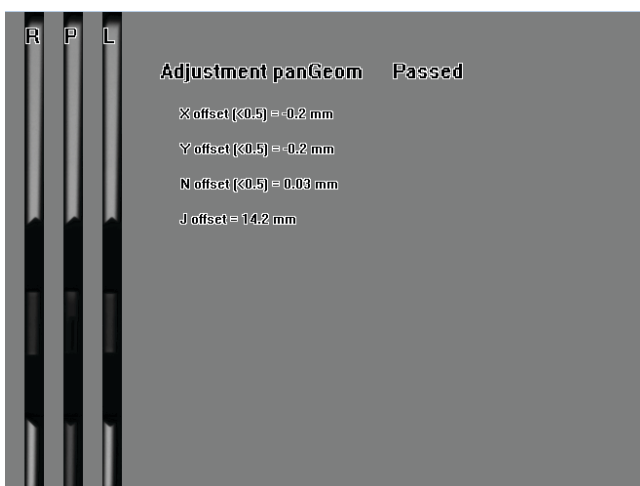 R P L
Adjustment panGeom Passed
X offset (<0.5) = -0.2 mm
Y offset (<0.5) = -0.2 mm
N offset (<0.5) = 0.03 mm
J offset = 14.2 mm